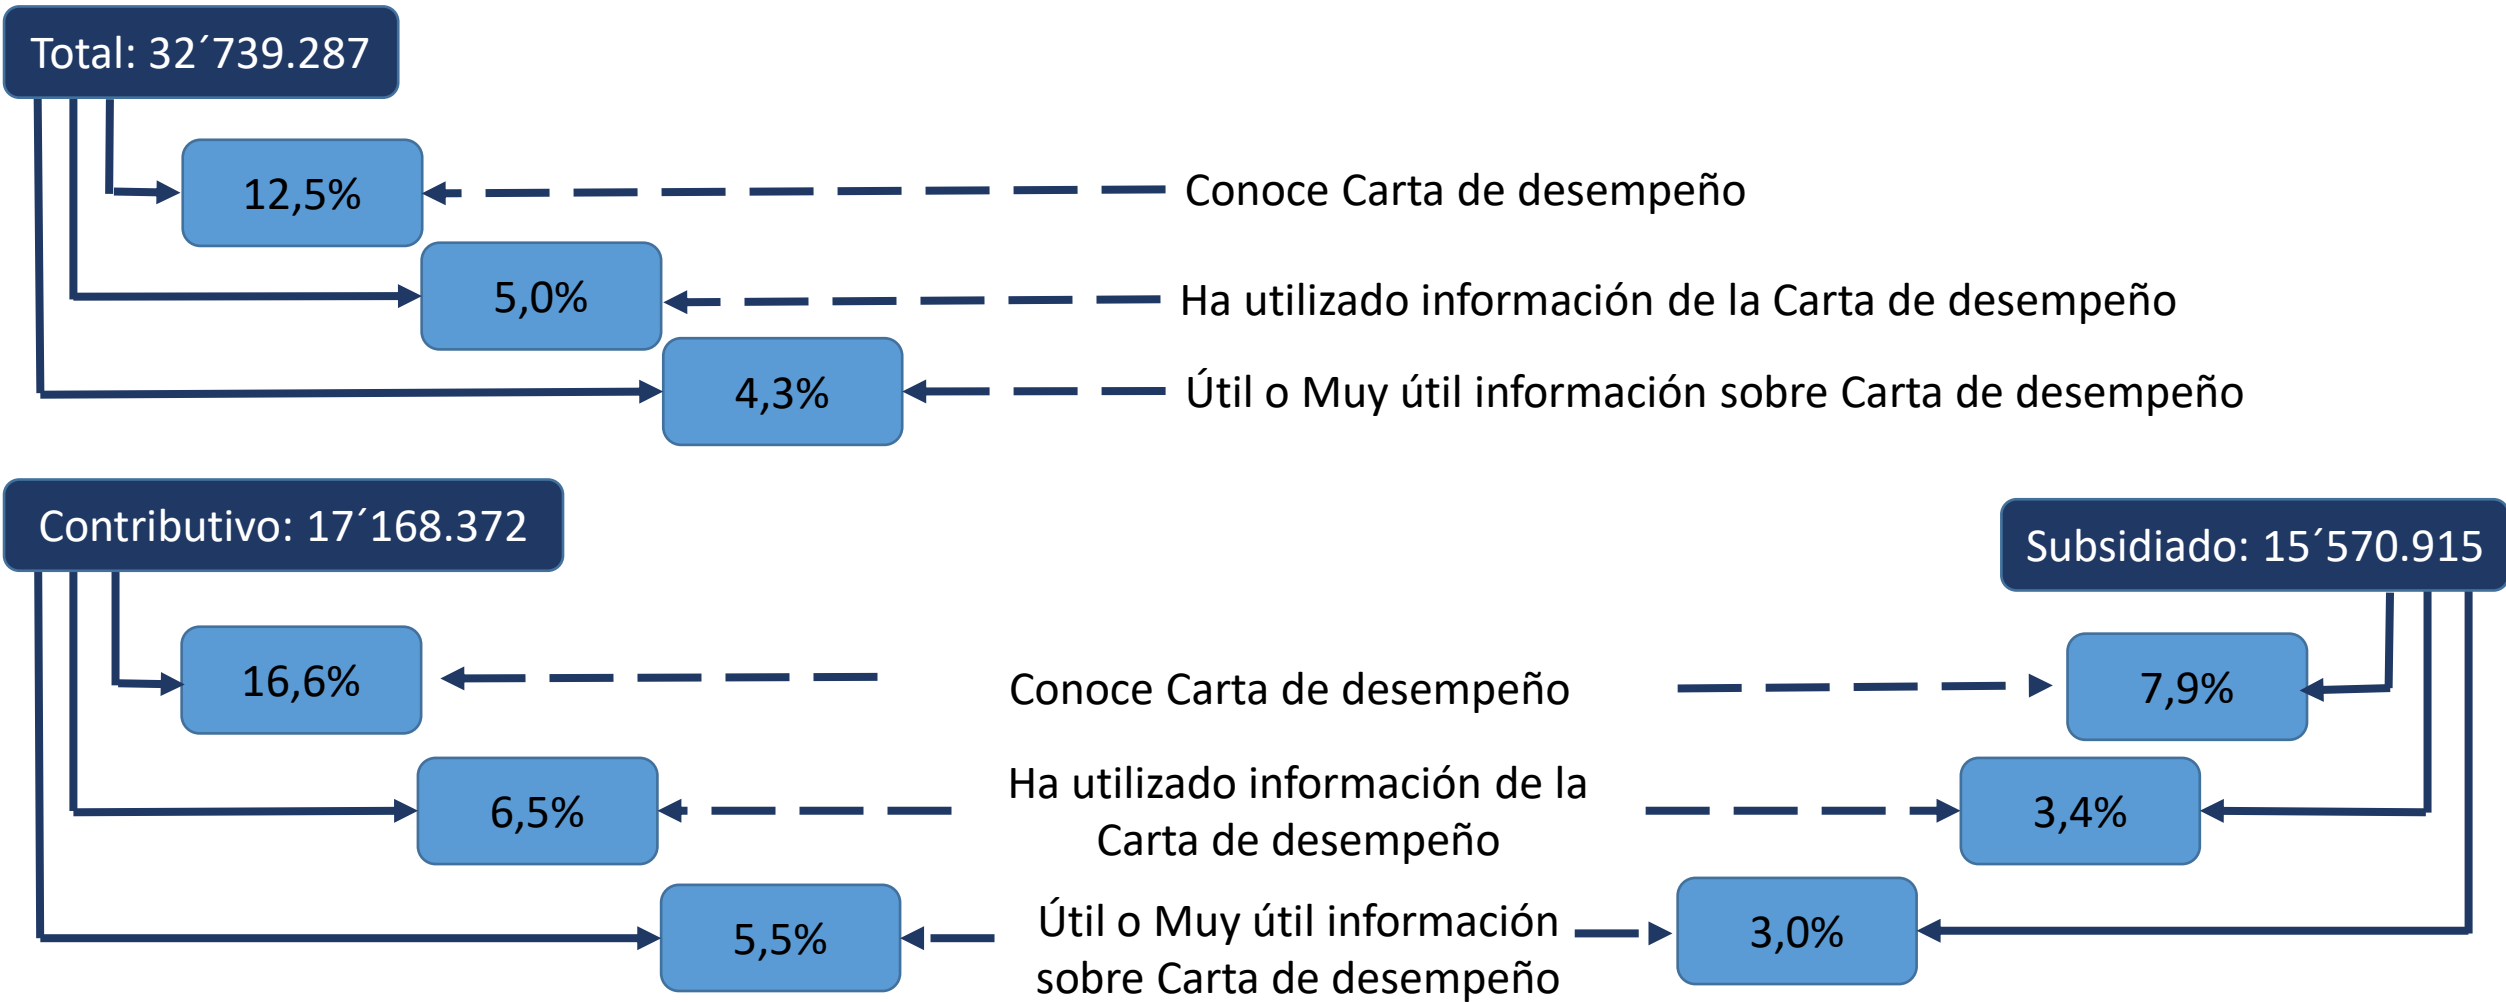 Total: 32´739.287
12,5%
Conoce Carta de desempeño
5,0%
Ha utilizado información de la Carta de desempeño
4,3%
Útil o Muy útil información sobre Carta de desempeño
Contributivo: 17´168.372
Subsidiado: 15´570.915
16,6%
Conoce Carta de desempeño
7,9%
6,5%
Ha utilizado información de la
Carta de desempeño
3,4%
5,5%
Útil o Muy útil información
sobre Carta de desempeño
3,0%